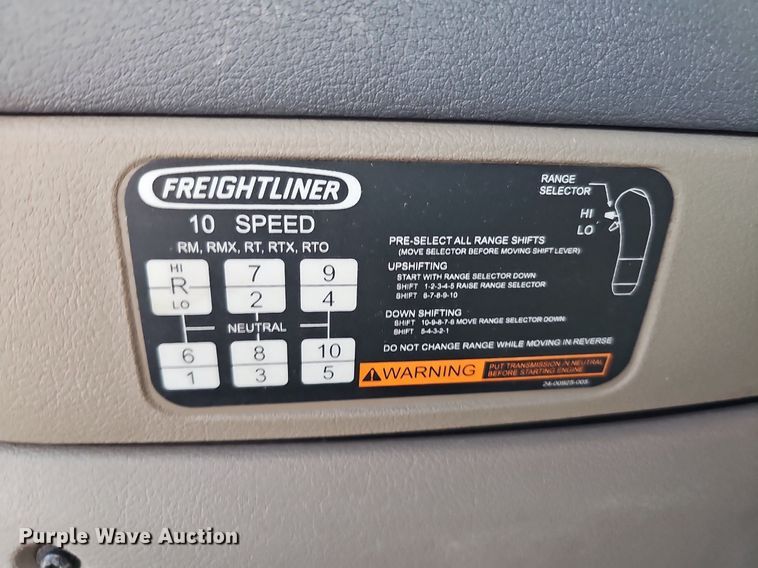 FREIGHTLINER
10 SPEED
RM, RMX, RT, RTX, RTO
HI
R
LO
7
2
9
4
NEUTRAL
6
1
8
3
10
5
RANGE
SELECTOR
HI
LO
PRE-SELECT ALL RANGE SHIFTS
(MOVE SELECTOR BEFORE MOVING SHIFT LEVER)
UPSHIFTING
START WITH RANGE SELECTOR DOWN
SHIFT 1-2-3-4-5 RAISE RANGE SELECTOR
SHIFT 6-7-8-9-10
DOWN SHIFTING
SHIFT 10-9-8-7-6 MOVE RANGE SELECTOR DOWN
SHIFT 5-4-3-2-1
DO NOT CHANGE RANGE WHILE MOVING IN REVERSE
WARNING
PUT TRANSMISSION IN NEUTRAL
BEFORE STARTING ENGINE
24-00925-003
Purple Wave Auction